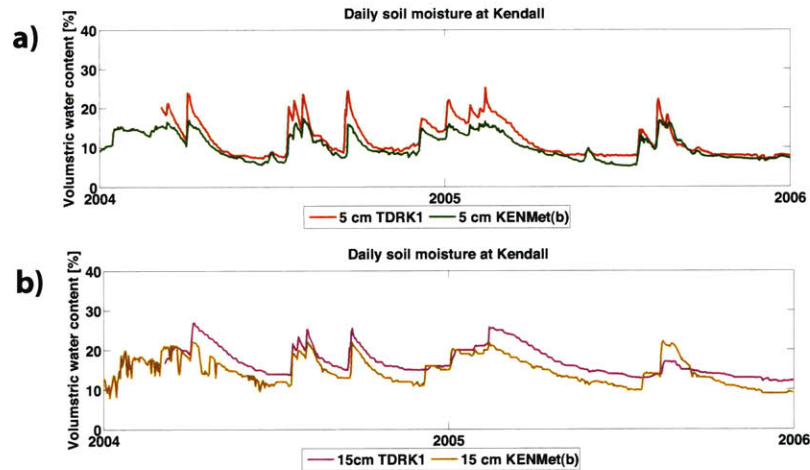 a)
Daily soil moisture at Kendall
Volumstric water content [%]
40
30
20
10
0
2004
2005
2006
5 cm TDRK1 5 cm KENMet(b)
b)
Daily soil moisture at Kendall
Volumstric water content [%]
40
30
20
10
0
2004
2005
2006
15cm TDRK1 15 cm KENMet(b)